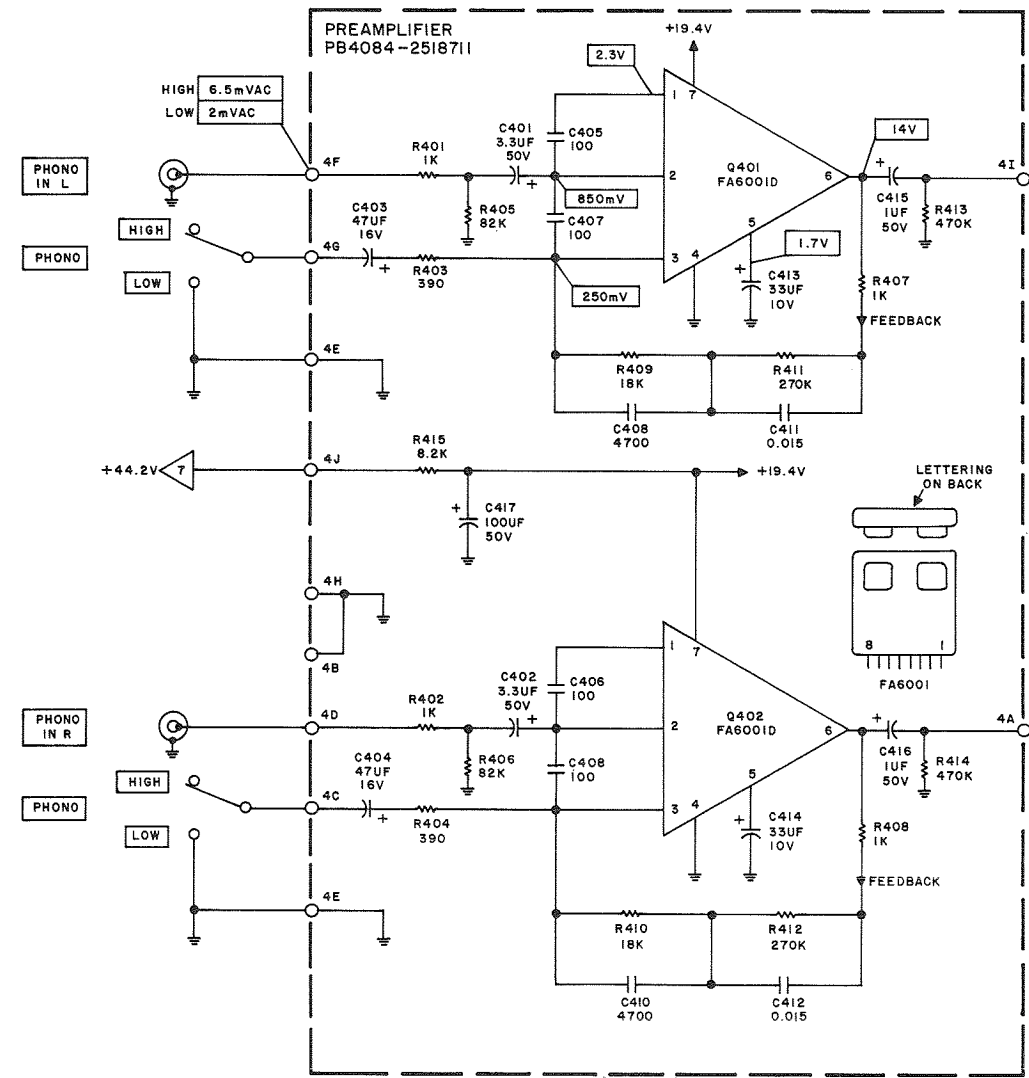 PREAMPLIFIER
PB4084-2518711
+19.4V
2.3V
HIGH 6.5mVAC
LOW 2mVAC
1
7
C401
3.3UF
50V
C405
100
R401
1K
Q401
FA6001D
14V
PHONO
IN L
4F
2
6
+
4I
850mV
C415
1UF
50V
R413
470K
R405
82K
C407
100
C403
47UF
16V
5
1.7V
HIGH
PHONO
4G
+
R403
390
3
4
+
C413
33UF
10V
250mV
R407
1K
LOW
FEEDBACK
4E
R409
18K
R411
270K
C408
4700
C411
0.015
R415
8.2K
+44.2V
7
4J
+19.4V
LETTERING
ON BACK
+
C417
100UF
50V
4H
4B
8
1
FA6001
1
7
C402
3.3UF
50V
C406
100
R402
1K
Q402
FA6001D
PHONO
IN R
4D
+
2
6
+
4A
C416
1UF
50V
R414
470K
R406
82K
C408
100
C404
47UF
16V
5
HIGH
PHONO
4C
+
R404
390
3
4
+
C414
33UF
10V
R408
1K
LOW
FEEDBACK
4E
R410
18K
R412
270K
C410
4700
C412
0.015